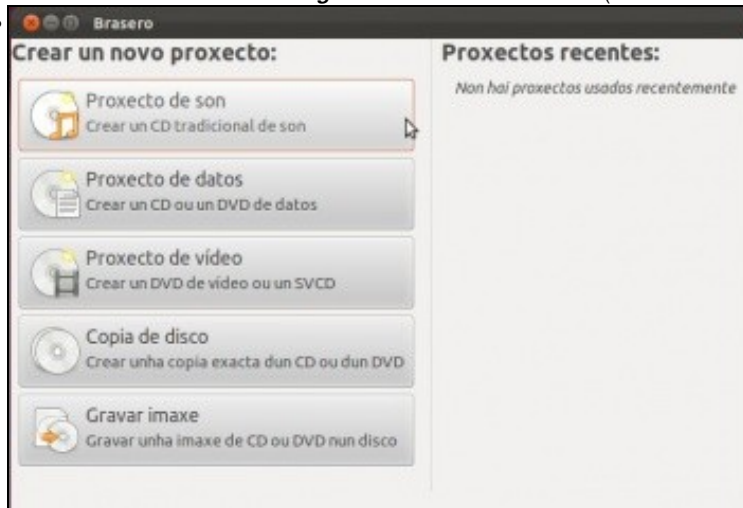 Brasero
Crear un novo proxecto:
Proxecto de son
Crear un CD tradicional de son
Proxecto de datos
Crear un CD ou un DVD de datos
Proxecto de vídeo
Crear un DVD de vídeo ou un SVCD
Copia de disco
Crear unha copia exacta dun CD ou dun DVD
Gravar imaxe
Gravar unha imaxe de CD ou DVD nun disco
Proxectos recentes:
Non hai proxectos usados recentemente